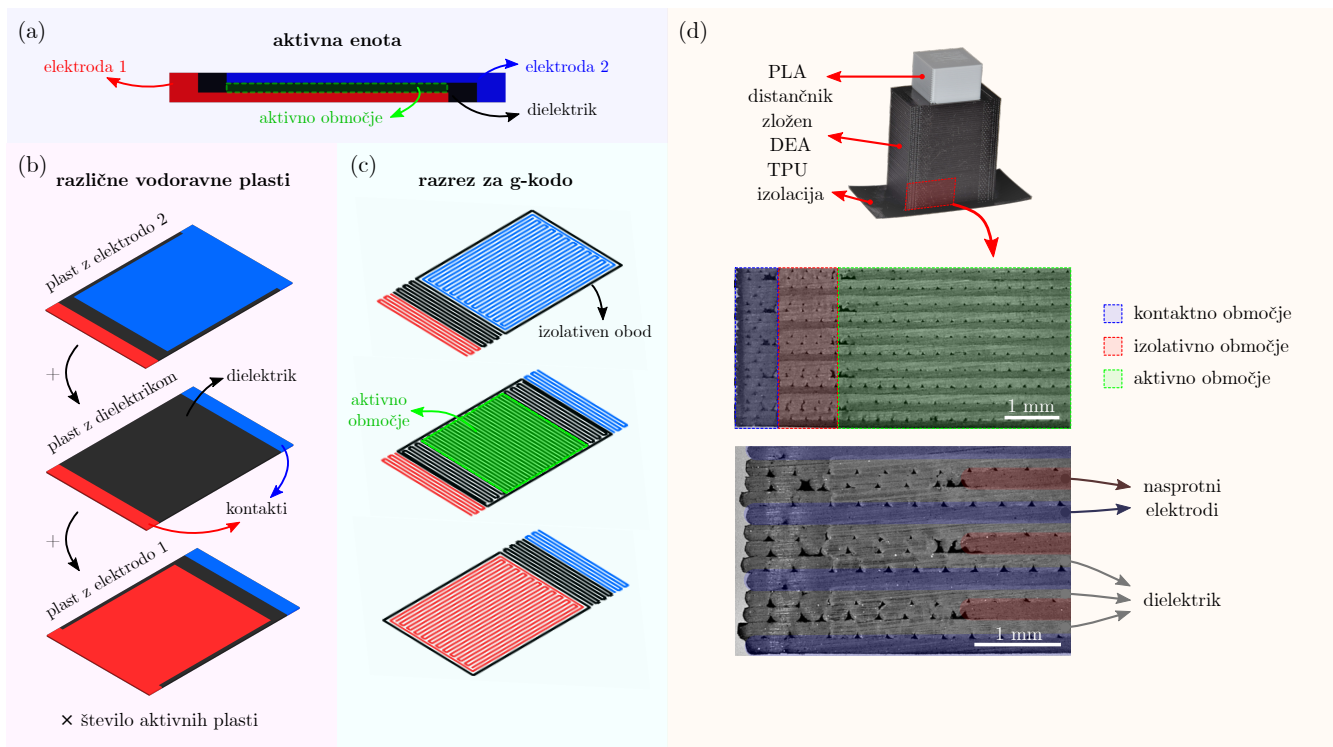 (a)
aktivna enota
elektroda 1
elektroda 2
aktivno območje
dielektrik
(b)
različne vodoravne plasti
plast z elektrodo 2
+
plast z dielektrikom
dielektrik
kontakti
+
plast z elektrodo 1
× število aktivnih plasti
(c)
razrez za g-kodo
izolativen obod
aktivno
območje
(d)
PLA
distančnik
zložen
DEA
TPU
izolacija
1 mm
kontaktno območje
izolativno območje
aktivno območje
1 mm
nasprotni
elektrodi
dielektrik